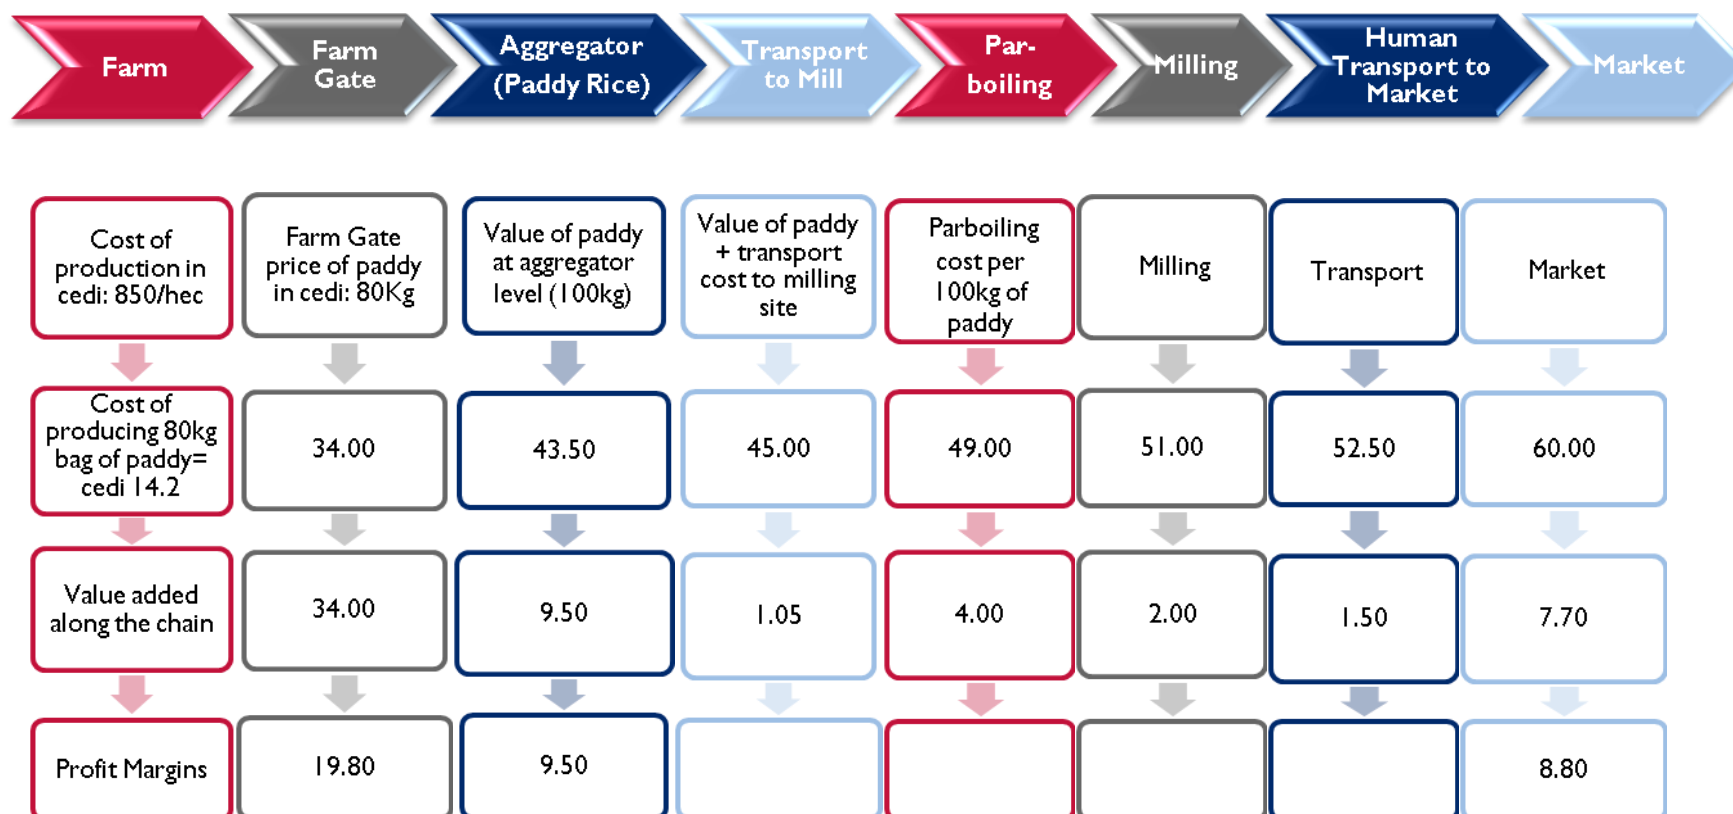 Farm
Farm
Gate
Aggregator
(Paddy Rice)
Transport
to Mill
Par-
boiling
Milling
Human
Transport to
Market
Market
Cost of
production in
cedi: 850/hec
Farm Gate
price of paddy
in cedi: 80Kg
Value of paddy
at aggregator
level (100kg)
Value of paddy
+ transport
cost to milling
site
Parboiling
cost per
100kg of
paddy
Milling
Transport
Market
Cost of
producing 80kg
bag of paddy=
cedi 14.2
34.00
43.50
45.00
49.00
51.00
52.50
60.00
Value added
along the chain
34.00
9.50
1.05
4.00
2.00
1.50
7.70
Profit Margins
19.80
9.50
8.80